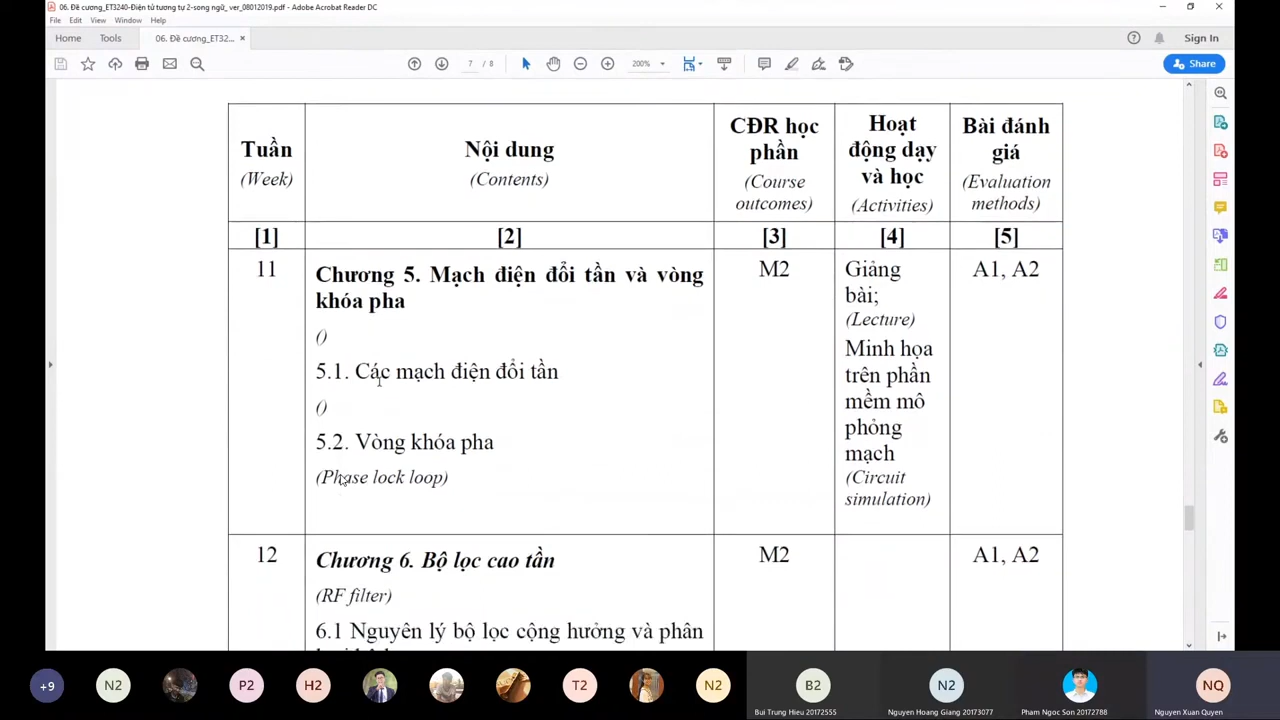 06. Đề cương_ET3240-Điện tử tương tự 2-song ngữ_ ver_08012019.pdf - Adobe Acrobat Reader DC
File Edit View Window Help
Home Tools 06. Đề cương_ET32... × Sign In
7 / 8 200% Share
Tuần
(Week)
Nội dung
(Contents)
CĐR học
phần
(Course
outcomes)
Hoạt
động dạy
và học
(Activities)
Bài đánh
giá
(Evaluation
methods)
[1] [2] [3] [4] [5]
11
Chương 5. Mạch điện đổi tần và vòng
khóa pha
()
5.1. Các mạch điện đổi tần
()
5.2. Vòng khóa pha
(Phase lock loop)
M2
Giảng
bài;
(Lecture)
Minh họa
trên phần
mềm mô
phỏng
mạch
(Circuit
simulation)
A1, A2
12
Chương 6. Bộ lọc cao tần
(RF filter)
6.1 Nguyên lý bộ lọc cộng hưởng và phân
M2
A1, A2
+9 N2 P2 H2 T2 N2 B2 N2 NQ
Bui Trung Hieu 20172555 Nguyen Hoang Giang 20173077 Pham Ngoc Son 20172788 Nguyen Xuan Quyen